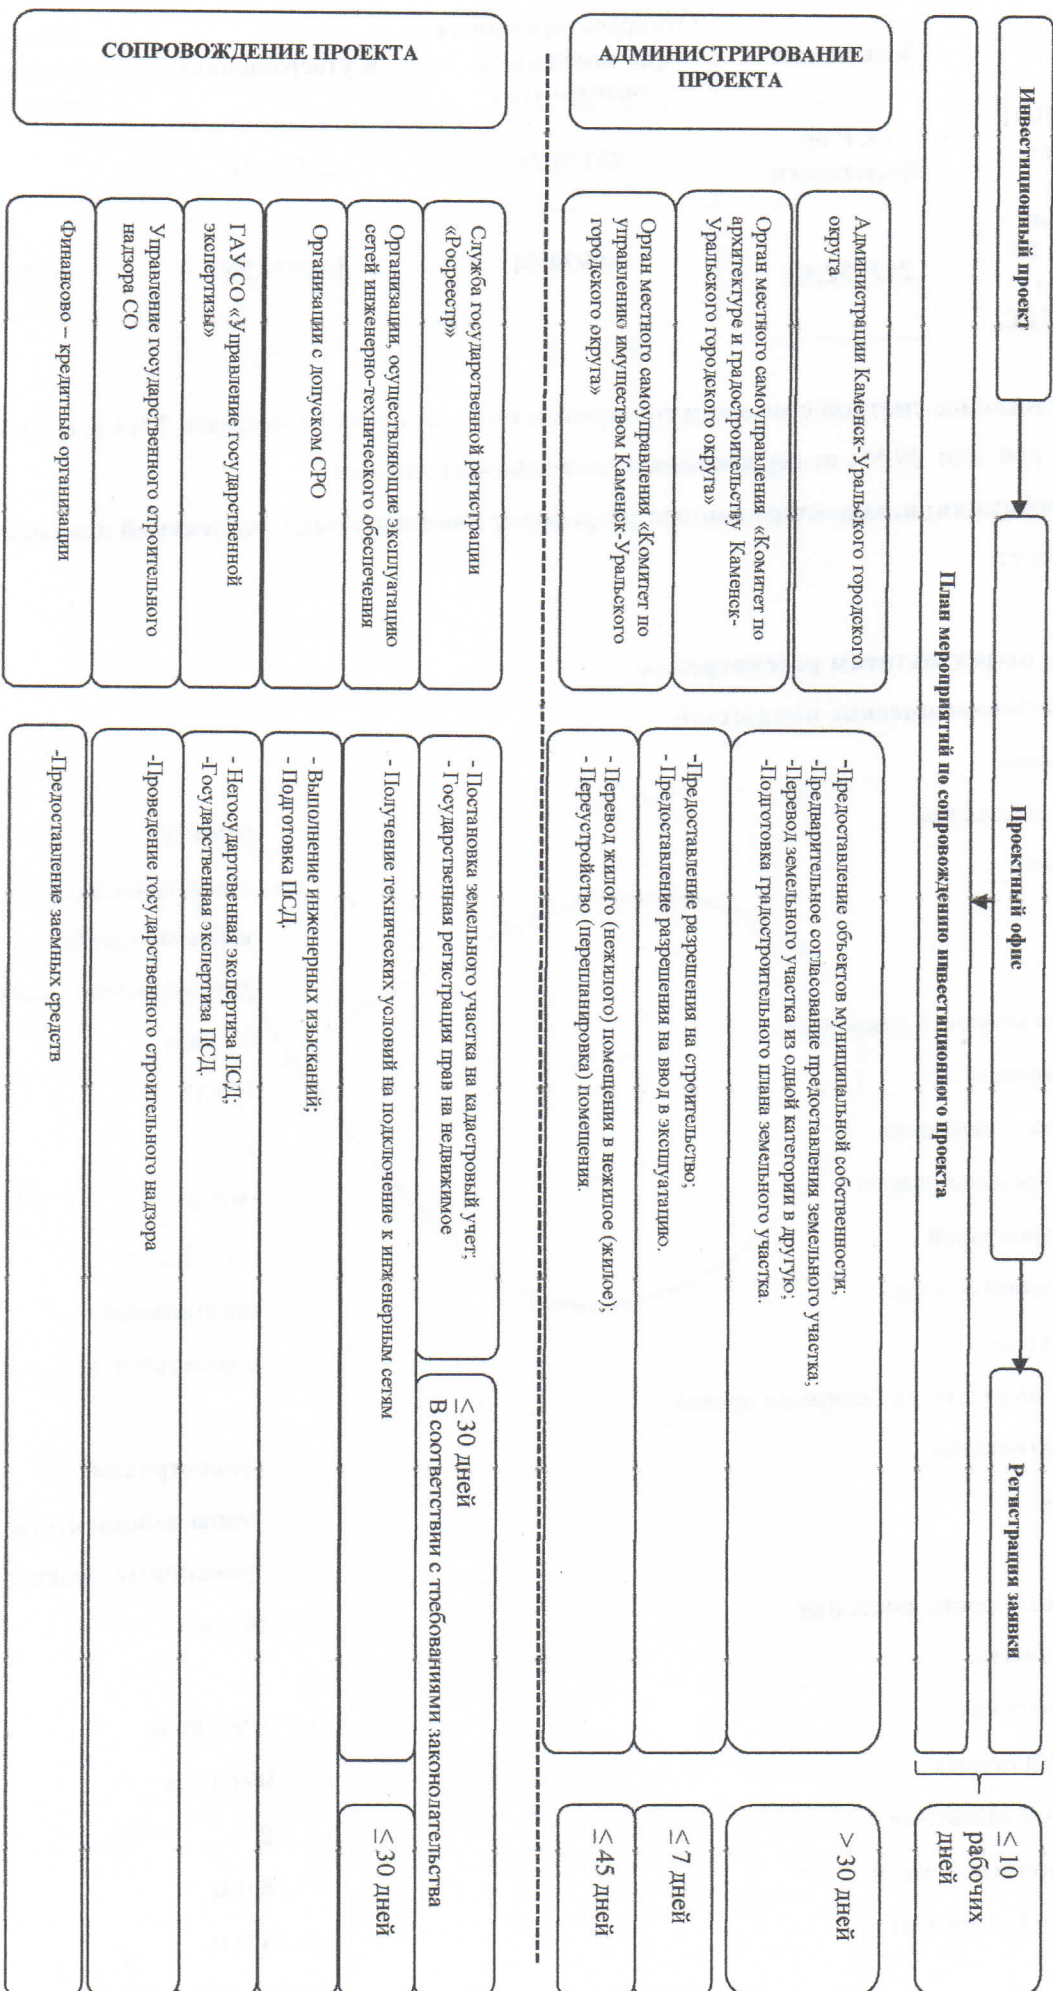 Инвестиционный проект
Проектный офис
Регистрация заявки
План мероприятий по сопровождению инвестиционного проекта
≤ 10
рабочих
дней
АДМИНИСТРИРОВАНИЕ
ПРОЕКТА
Администрации Каменск-Уральского городского
округа
Орган местного самоуправления «Комитет по
архитектуре и градостроительству Каменск-
Уральского городского округа»
Орган местного самоуправления «Комитет по
управлению имуществом Каменск-Уральского
городского округа»
-Предоставление объектов муниципальной собственности;
-Предварительное согласование предоставления земельного участка;
-Перевод земельного участка из одной категории в другую;
-Подготовка градостроительного плана земельного участка.
> 30 дней
-Предоставление разрешения на строительство;
- Предоставление разрешения на ввод в эксплуатацию.
≤ 7 дней
- Перевод жилого (нежилого) помещения в нежилое (жилое);
- Переустройство (перепланировка) помещения.
≤45 дней
СОПРОВОЖДЕНИЕ ПРОЕКТА
Служба государственной регистрации
«Росреестр»
- Постановка земельного участка на кадастровый учет;
- Государственная регистрация прав на недвижимое
≤ 30 дней
В соответствии с требованиями законодательства
Организации, осуществляющие эксплуатацию
сетей инженерно-технического обеспечения
- Получение технических условий на подключение к инженерным сетям
≤ 30 дней
Организации с допуском СРО
- Выполнение инженерных изысканий;
- Подготовка ПСД.
ГАУСО «Управление государственной
экспертизы»
- Негосудартсвенная экспертиза ПСД;
-Государственная экспертиза ПСД
Управление государственного строительного
надзора СО
-Проведение государственного строительного надзора
Финансово – кредитные организации
-Предоставление заемных средств